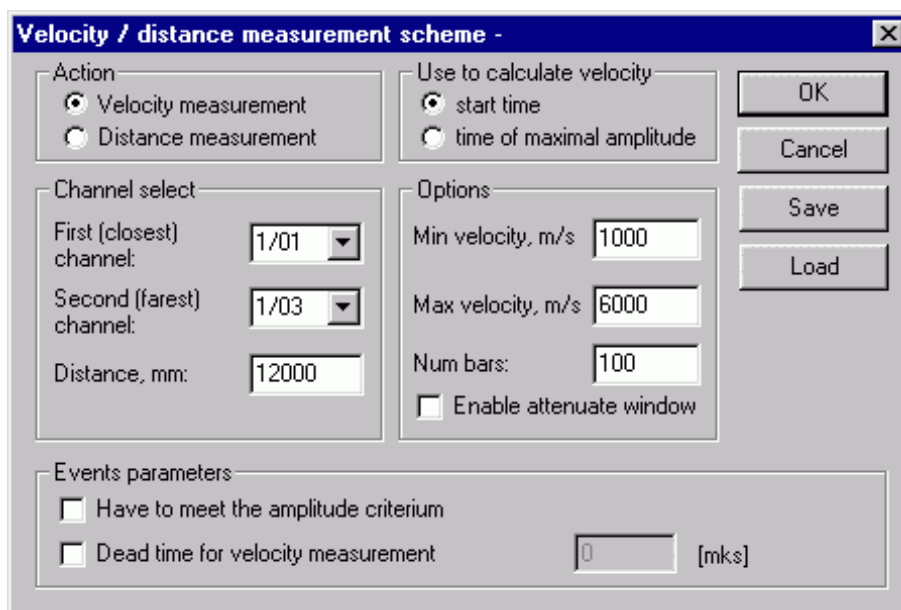 Velocity / distance measurement scheme -
Action
Velocity measurement
Distance measurement
Use to calculate velocity
start time
time of maximal amplitude
OK
Cancel
Save
Load
Channel select
First (closest)
channel:
1/01
Second (farest)
channel:
1/03
Distance, mm:
12000
Options
Min velocity, m/s
1000
Max velocity, m/s
6000
Num bars:
100
Enable attenuate window
Events parameters
Have to meet the amplitude criterium
Dead time for velocity measurement
0
[mks]